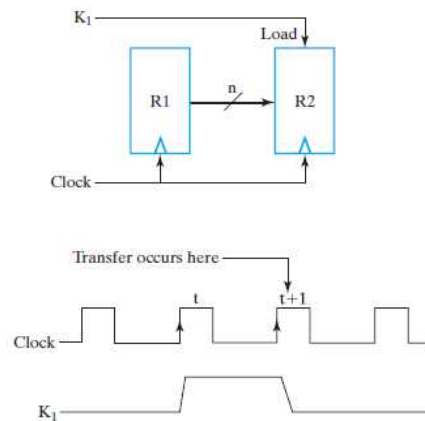 K1
Load
R1
n
R2
Clock
Transfer occurs here
t
t+1
Clock
K1